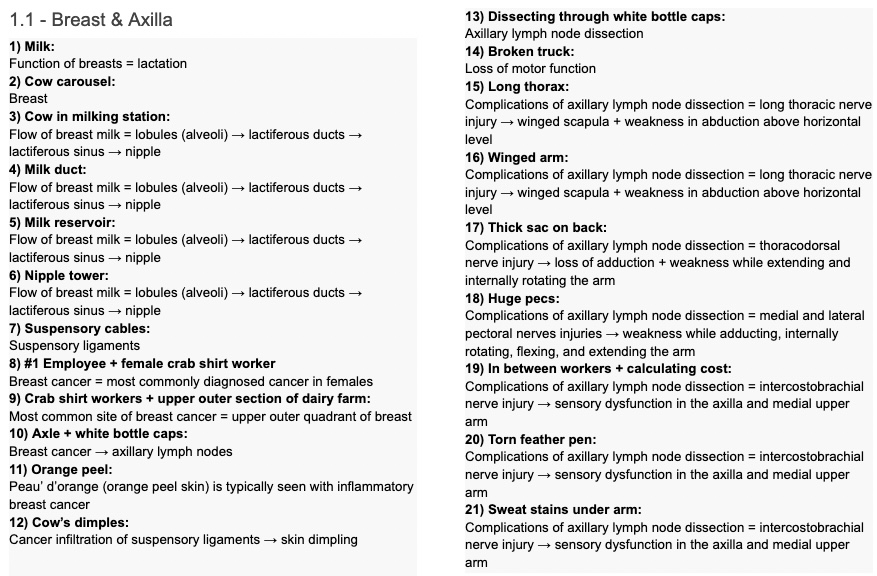 1.1 - Breast & Axilla
1) Milk:
Function of breasts = lactation
2) Cow carousel:
Breast
3) Cow in milking station:
Flow of breast milk = lobules (alveoli) → lactiferous ducts →
lactiferous sinus → nipple
4) Milk duct:
Flow of breast milk = lobules (alveoli) → lactiferous ducts →
lactiferous sinus → nipple
5) Milk reservoir:
Flow of breast milk = lobules (alveoli) → lactiferous ducts →
lactiferous sinus → nipple
6) Nipple tower:
Flow of breast milk = lobules (alveoli) → lactiferous ducts →
lactiferous sinus → nipple
7) Suspensory cables:
Suspensory ligaments
8) #1 Employee + female crab shirt worker
Breast cancer = most commonly diagnosed cancer in females
9) Crab shirt workers + upper outer section of dairy farm:
Most common site of breast cancer = upper outer quadrant of breast
10) Axle + white bottle caps:
Breast cancer → axillary lymph nodes
11) Orange peel:
Peau' d'orange (orange peel skin) is typically seen with inflammatory
breast cancer
12) Cow's dimples:
Cancer infiltration of suspensory ligaments → skin dimpling
13) Dissecting through white bottle caps:
Axillary lymph node dissection
14) Broken truck:
Loss of motor function
15) Long thorax:
Complications of axillary lymph node dissection = long thoracic nerve
injury → winged scapula + weakness in abduction above horizontal
level
16) Winged arm:
Complications of axillary lymph node dissection = long thoracic nerve
injury → winged scapula + weakness in abduction above horizontal
level
17) Thick sac on back:
Complications of axillary lymph node dissection = thoracodorsal
nerve injury → loss of adduction + weakness while extending and
internally rotating the arm
18) Huge pecs:
Complications of axillary lymph node dissection = medial and lateral
pectoral nerves injuries → weakness while adducting, internally
rotating, flexing, and extending the arm
19) In between workers + calculating cost:
Complications of axillary lymph node dissection = intercostobrachial
nerve injury → sensory dysfunction in the axilla and medial upper
arm
20) Torn feather pen:
Complications of axillary lymph node dissection = intercostobrachial
nerve injury → sensory dysfunction in the axilla and medial upper
arm
21) Sweat stains under arm:
Complications of axillary lymph node dissection = intercostobrachial
nerve injury → sensory dysfunction in the axilla and medial upper
arm